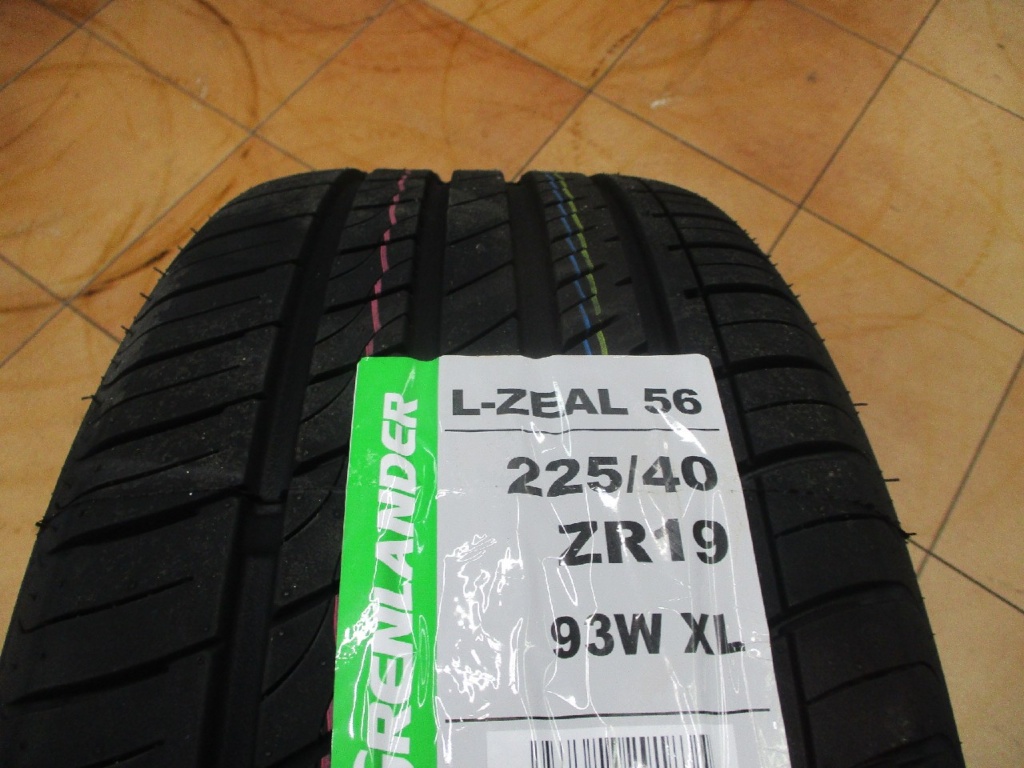 GRENLANDER
L-ZEAL 56
225/40
ZR19
93W XL